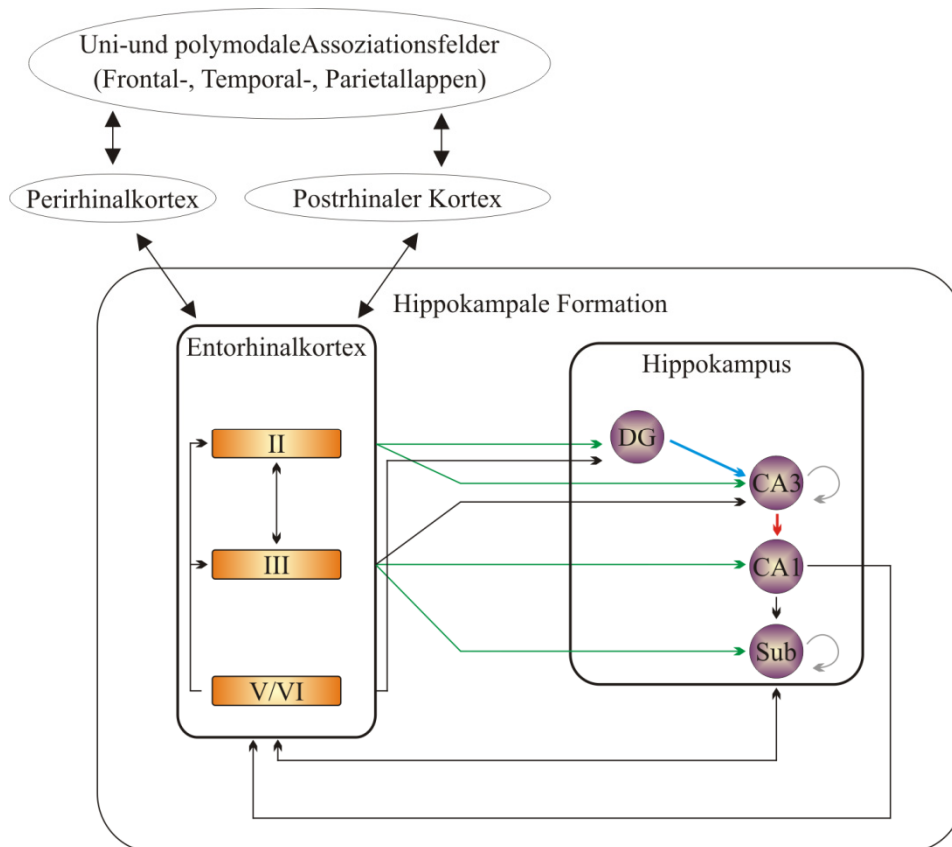 Uni-und polymodaleAssoziationsfelder
(Frontal-, Temporal-, Parietallappen)
Perirhinalkortex
Postrhinaler Kortex
Hippokampale Formation
Entorhinalkortex
II
III
V/VI
Hippokampus
DG
CA3
CA1
Sub